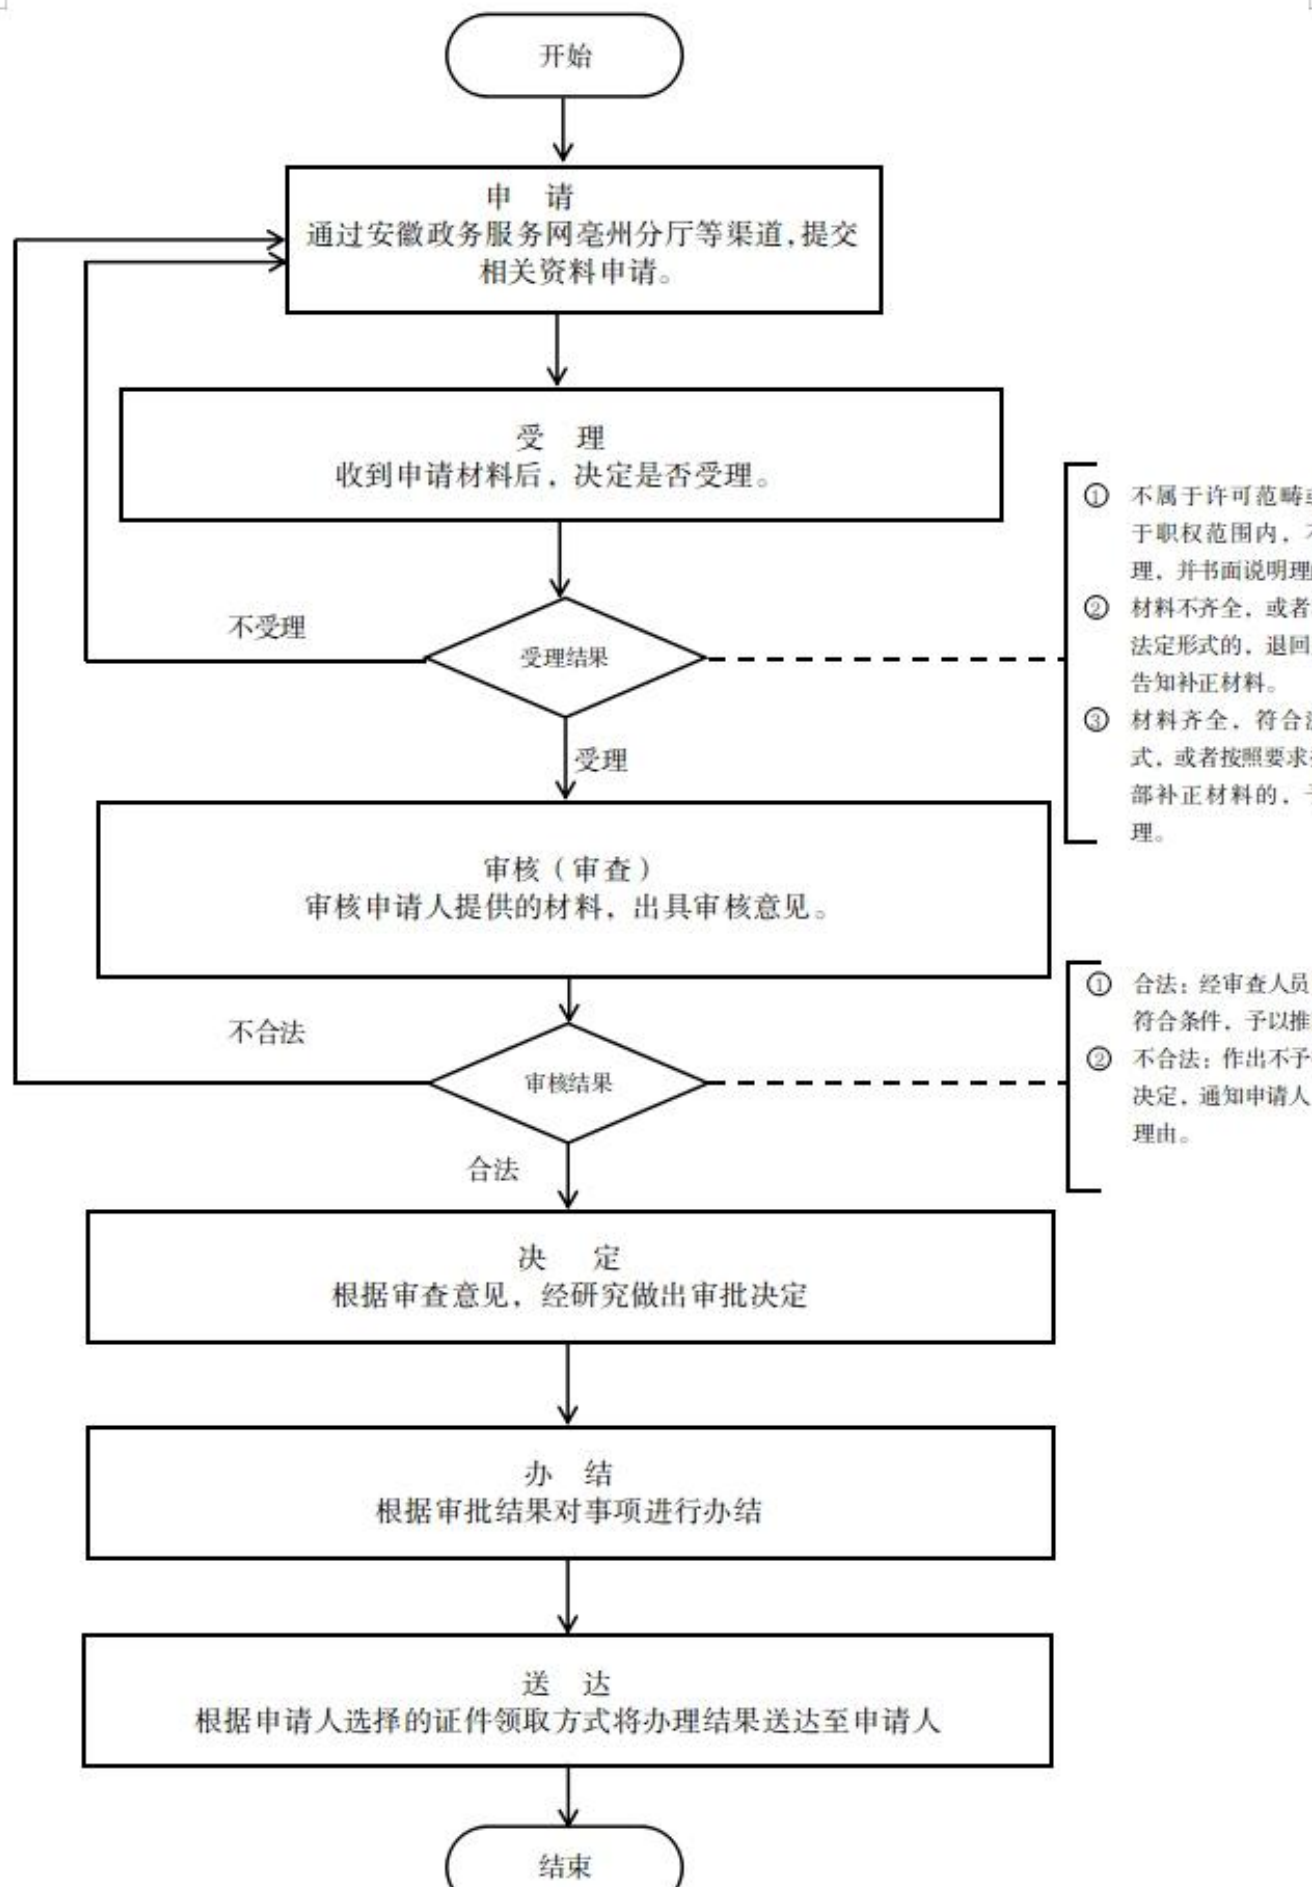 开始
申 请
通过安徽政务服务网亳州分厅等渠道,提交
相关资料申请。
受 理
收到申请材料后，决定是否受理。
不受理
受理结果
① 不属于许可范畴
于职权范围内，
理，并书面说明理
② 材料不齐全，或者
法定形式的，退回
告知补正材料。
③ 材料齐全，符合
式，或者按照要求
部补正材料的，
理。
受理
审核（审查）
审核申请人提供的材料，出具审核意见。
不合法
审核结果
① 合法：经审查人员
符合条件，予以推
② 不合法：作出不予
决定，通知申请人
理由。
合法
决 定
根据审查意见，经研究做出审批决定
办 结
根据审批结果对事项进行办结
送 达
根据申请人选择的证件领取方式将办理结果送达至申请人
结束